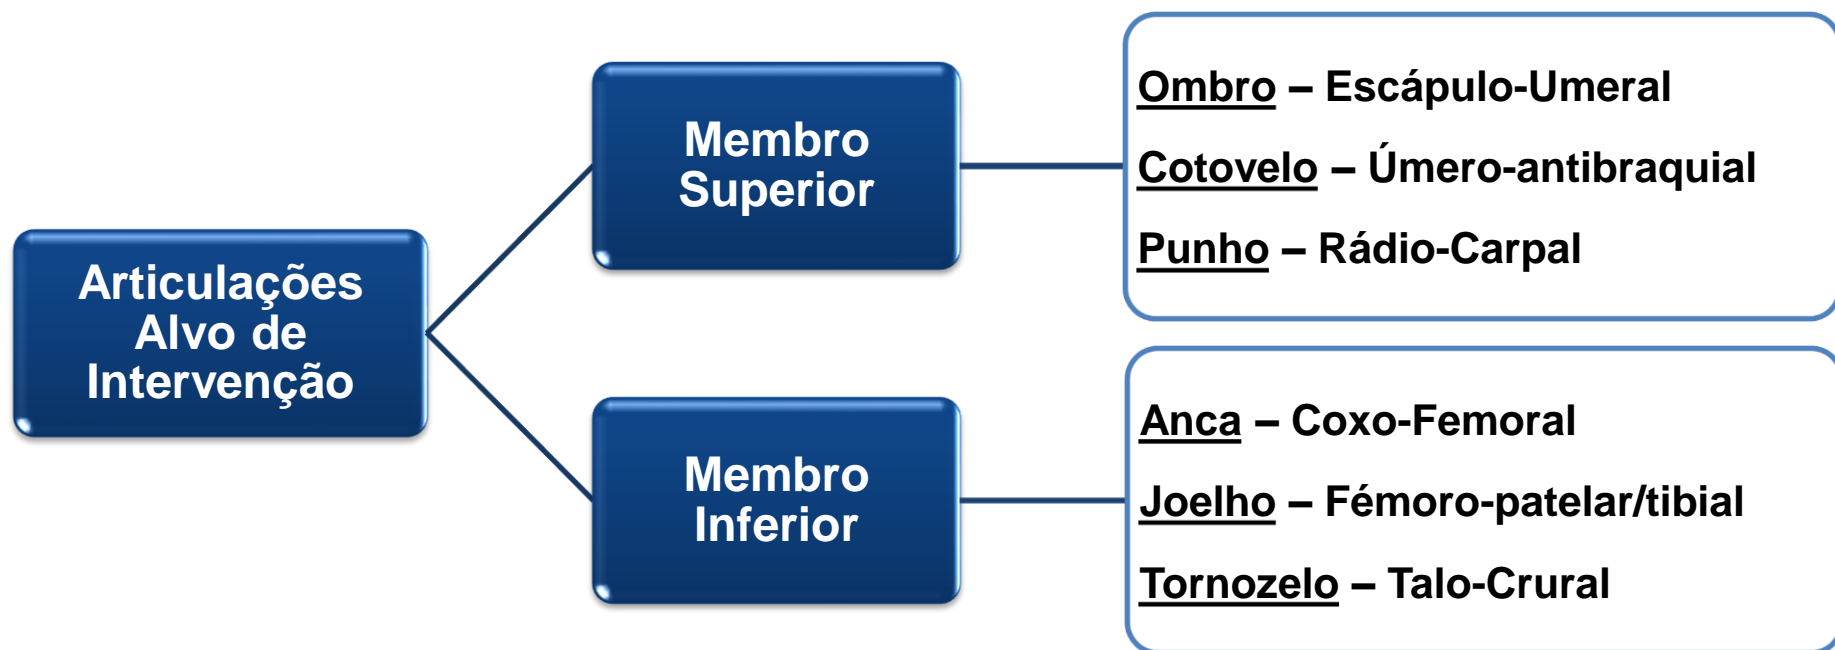 Articulações
Alvo de
Intervenção
Membro
Superior
Ombro – Escápulo-Umeral
Cotovelo – Úmero-antibraquial
Punho – Rádio-Carpal
Membro
Inferior
Anca – Coxo-Femoral
Joelho – Fémoro-patelar/tibial
Tornozelo – Talo-Crural